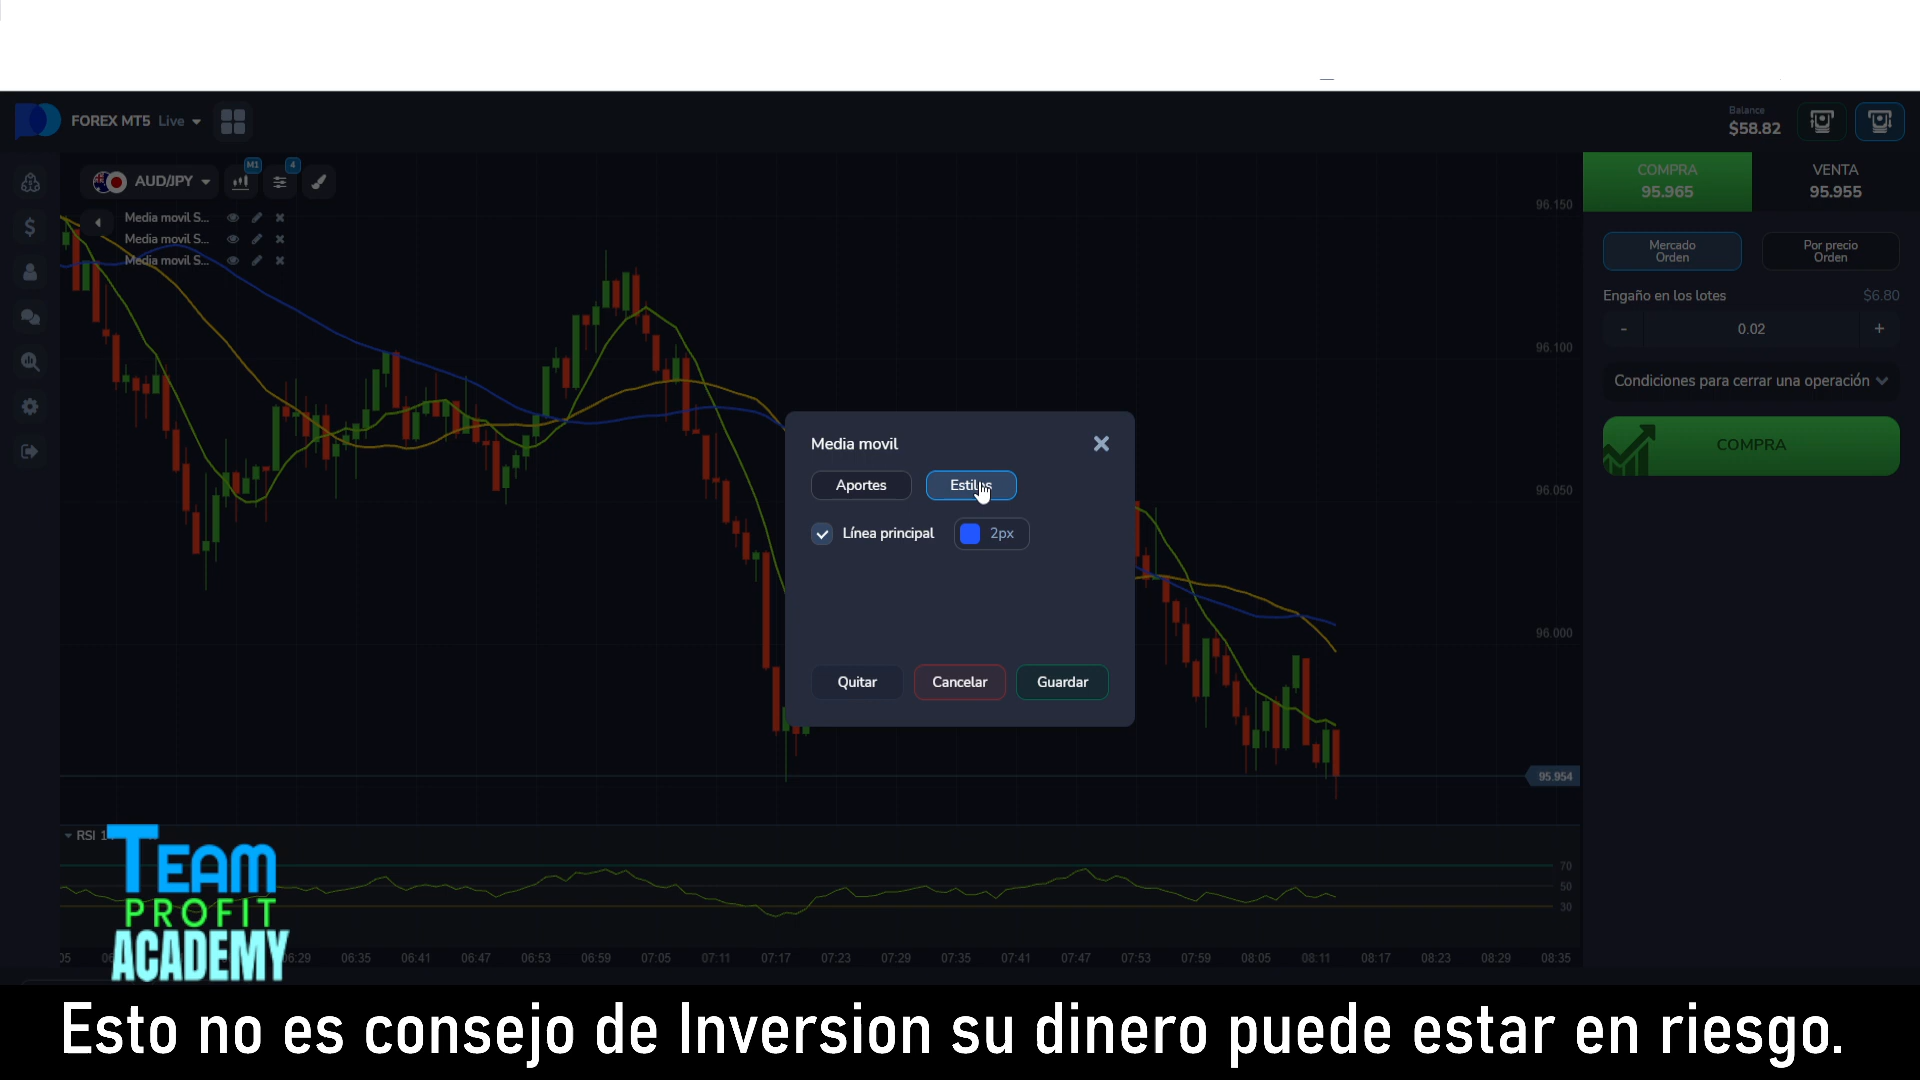 FOREX MT5 Live
Balance
$58.82
AUD/JPY
M1
4
COMPRA
95.965
VENTA
95.955
Media movil S...
Media movil S...
Media movil S...
Mercado
Orden
Por precio
Orden
Engaño en los lotes
$6.80
-
0.02
+
Condiciones para cerrar una operación
COMPRA
96.150
96.100
96.050
96.000
95.954
Media movil
Aportes
Estilos
Línea principal
2px
Quitar
Cancelar
Guardar
RSI
70
50
30
TEAM
PROFIT
ACADEMY
06:29 06:35 06:41 06:47 06:53 06:59 07:05 07:11 07:17 07:23 07:29 07:35 07:41 07:47 07:53 07:59 08:05 08:11 08:17 08:23 08:29 08:35
Esto no es consejo de Inversion su dinero puede estar en riesgo.